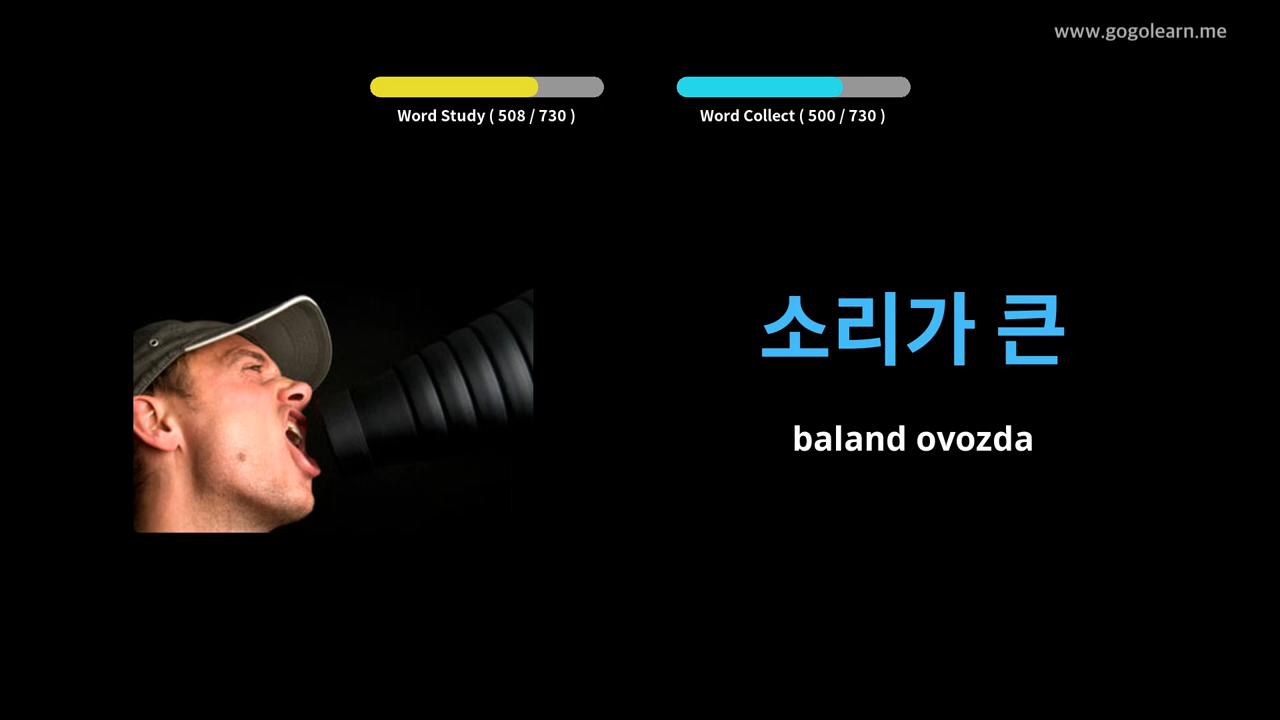 www.gogolearn.me
Word Study ( 508 / 730 )
Word Collect ( 500 / 730 )
소리가 큰
baland ovozda